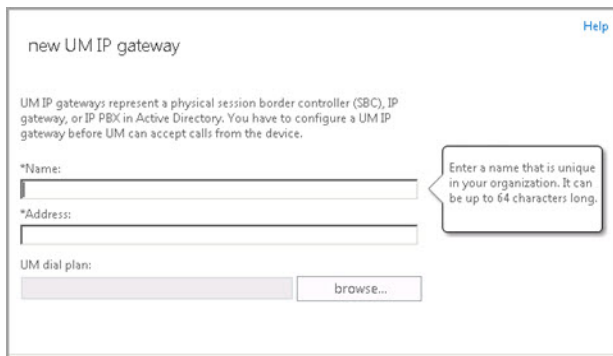 Help
new UM IP gateway
UM IP gateways represent a physical session border controller (SBC), IP
gateway, or IP PBX in Active Directory. You have to configure a UM IP
gateway before UM can accept calls from the device.
*Name:
Enter a name that is unique
in your organization. It can
be up to 64 characters long.
*Address:
UM dial plan:
browse...